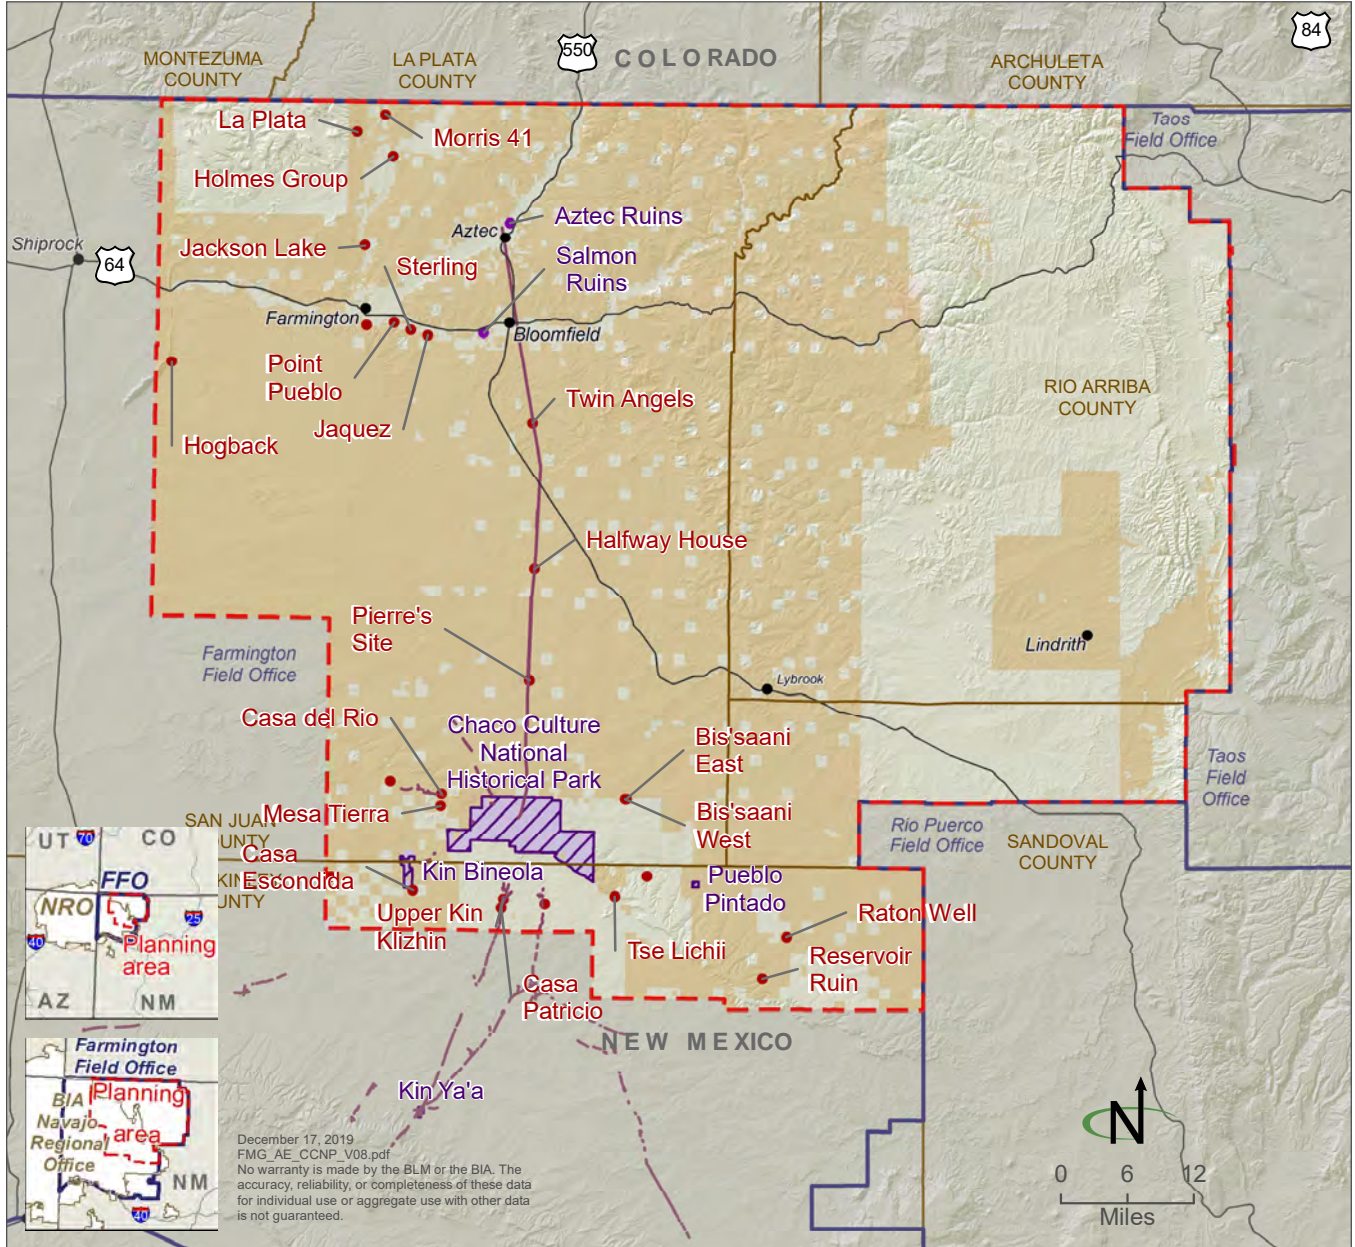 84
550
COLORADO
MONTEZUMA
COUNTY
LA PLATA
COUNTY
ARCHULETA
COUNTY
La Plata
Morris 41
Taos
Field Office
Holmes Group
Aztec Ruins
Aztec
Shiprock
64
Jackson Lake
Sterling
Salmon
Ruins
Farmington
Bloomfield
Point
Pueblo
Jaquez
Hogback
Twin Angels
RIO ARRIBA
COUNTY
Halfway House
Pierre's
Site
Farmington
Field Office
Lindrith
Lybrook
Casa del Rio
Chaco Culture
National
Historical Park
Bis'saani
East
Taos
Field
Office
Mesa Tierra
Bis'saani
West
SAN JUAN
OUNTY
Rio Puerco
Field Office
SANDOVAL
COUNTY
Casa
Escondida
Kin Bineola
Pueblo
Pintado
UNTY
Upper Kin
Klizhin
Raton Well
Tse Lichii
Reservoir
Ruin
Casa
Patricio
NEW MEXICO
Kin Ya'a
UT
70
CO
FFO
NRO
25
40
Planning
area
AZ
NM
Farmington
Field Office
BIA
Navajo
Regional
Office
Planning
area
NM
40
December 17, 2019
FMG_AE_CCNP_V08.pdf
No warranty is made by the BLM or the BIA. The
accuracy, reliability, or completeness of these data
for individual use or aggregate use with other data
is not guaranteed.
N
0 6 12
Miles